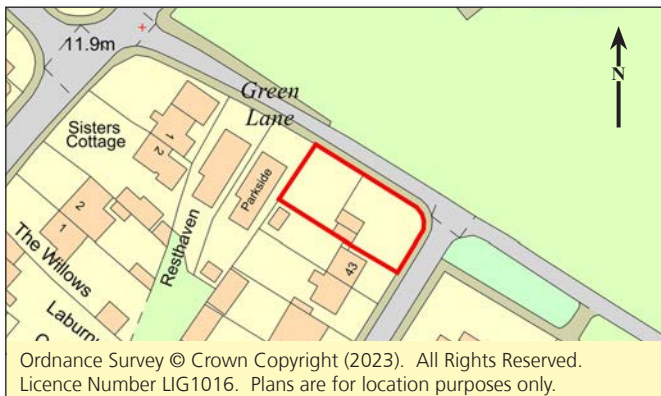 11.9m
N
Green
Lane
Sisters
Cottage
1
2
Parkside
Resthaven
2
1
The Willows
43
Ordnance Survey © Crown Copyright (2023). All Rights Reserved.
Licence Number LIG1016. Plans are for location purposes only.